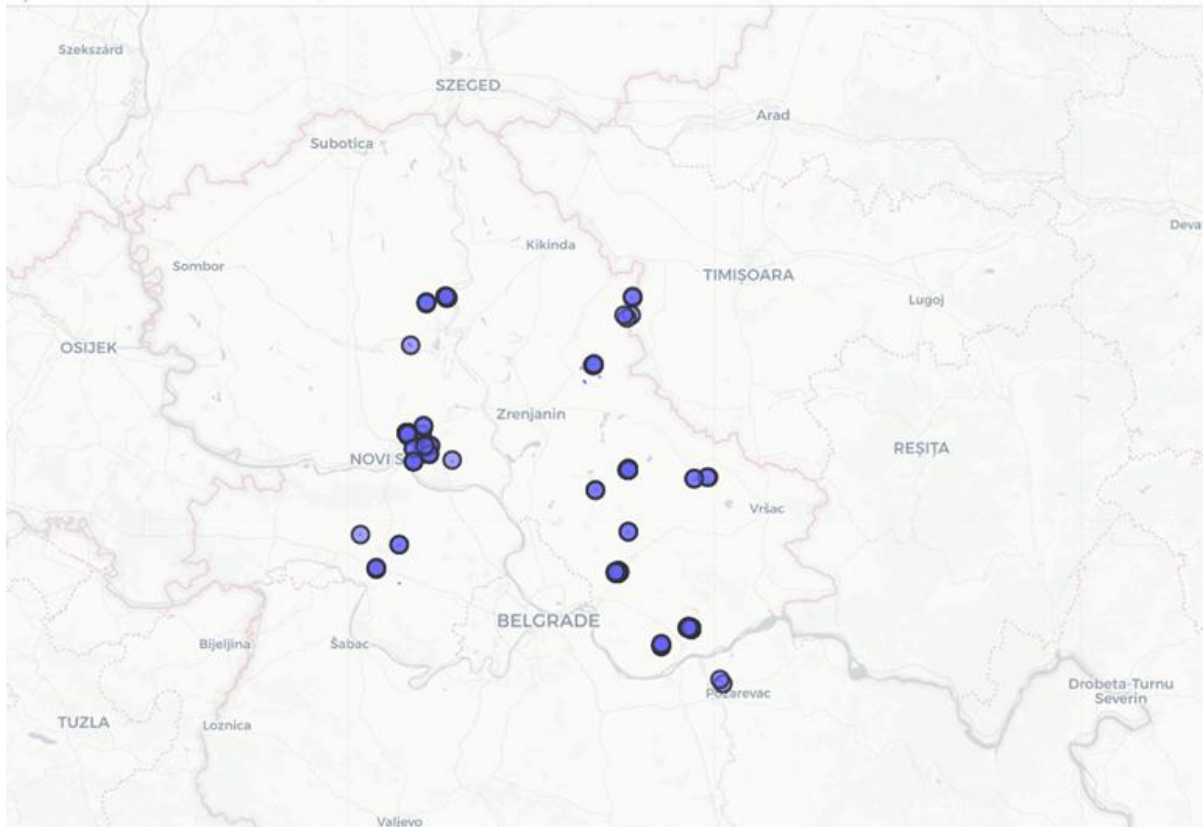 Szekszárd
SZEGED
Arad
Subotica
Deva
Kikinda
Sombor
TIMIȘOARA
Lugoj
OSIJEK
Zrenjanin
NOVI S
REȘIȚA
Vršac
BELGRADE
Bijeljina
Šabac
Drobeta-Turnu
Severin
Požarevac
TUZLA
Loznica
Valjevo